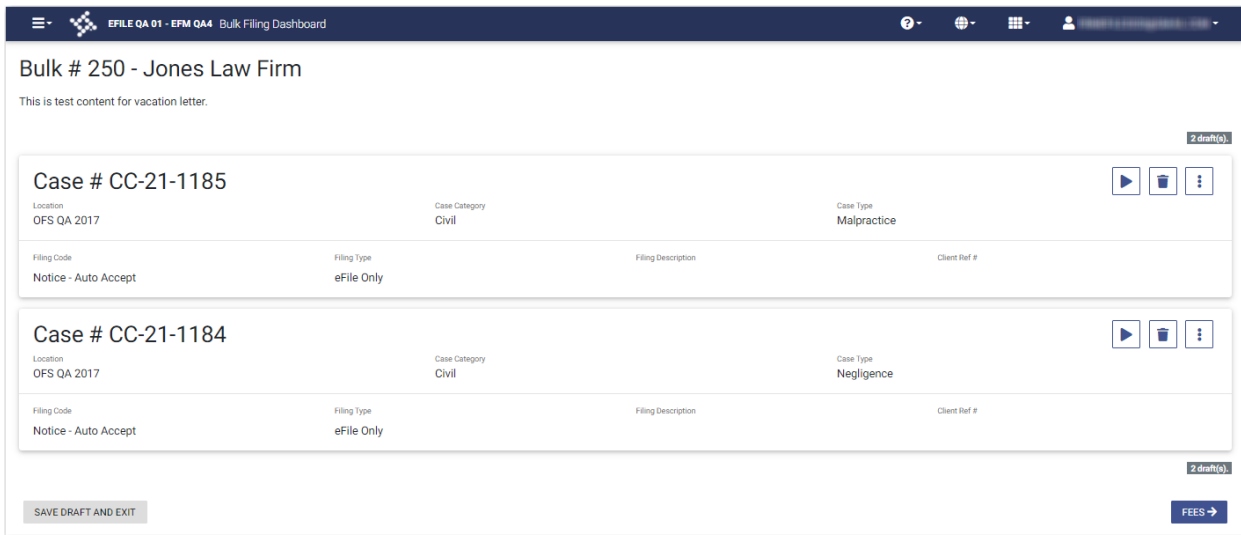 EFILE QA 01 - EFM QA4 Bulk Filing Dashboard
Bulk # 250 - Jones Law Firm
This is test content for vacation letter.
2 draft(s).
Case # CC-21-1185
Location Case Category Case Type
OFS QA 2017 Civil Malpractice
Filing Code Filing Type Filing Description Client Ref #
Notice - Auto Accept eFile Only
Case # CC-21-1184
Location Case Category Case Type
OFS QA 2017 Civil Negligence
Filing Code Filing Type Filing Description Client Ref #
Notice - Auto Accept eFile Only
2 draft(s).
SAVE DRAFT AND EXIT FEES →